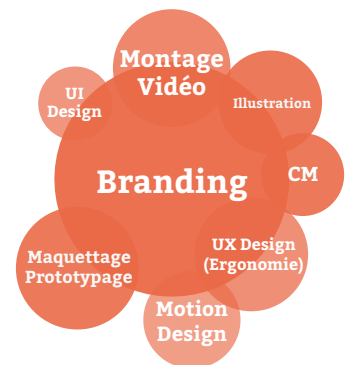 Montage
Vidéo
UI
Design
Illustration
Branding
CM
UX Design
(Ergonomie)
Maquettage
Prototypage
Motion
Design